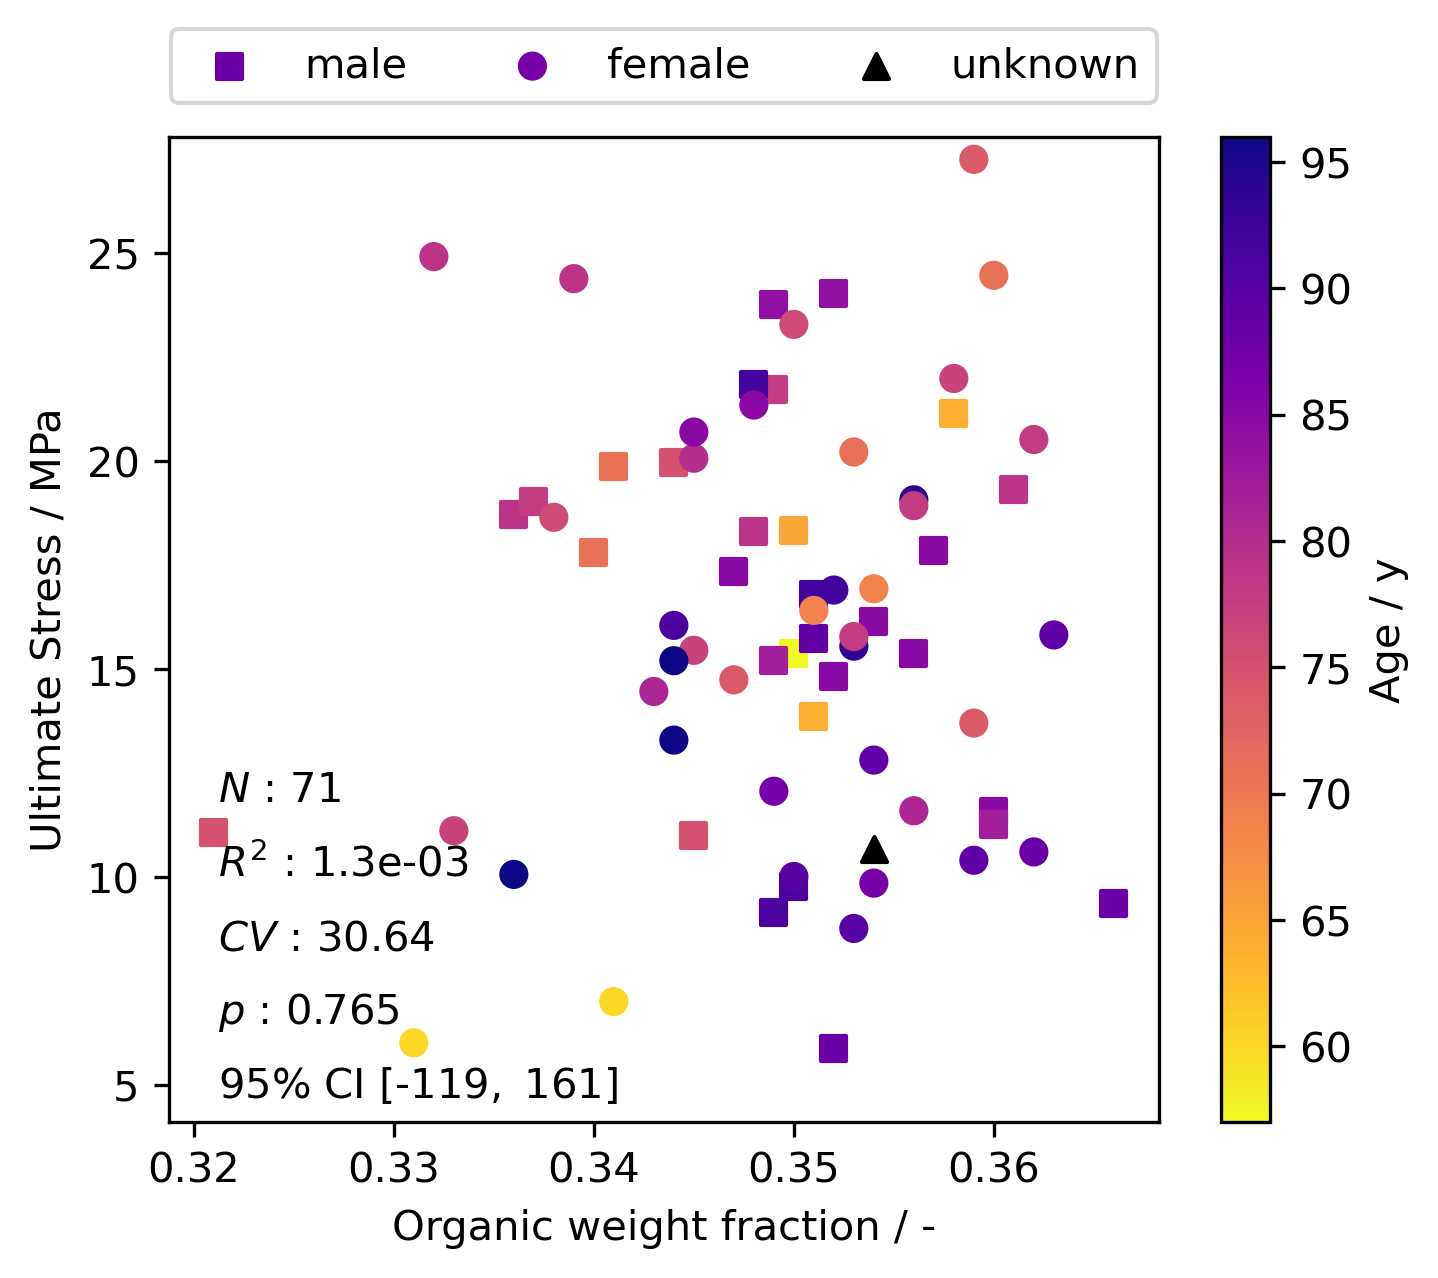 male female unknown
25
20
15
10
5
Ultimate Stress / MPa
N : 71
R² : 1.3e-03
CV : 30.64
p : 0.765
95% CI [-119, 161]
0.32 0.33 0.34 0.35 0.36
Organic weight fraction / -
95
90
85
80
75
70
65
60
Age / y